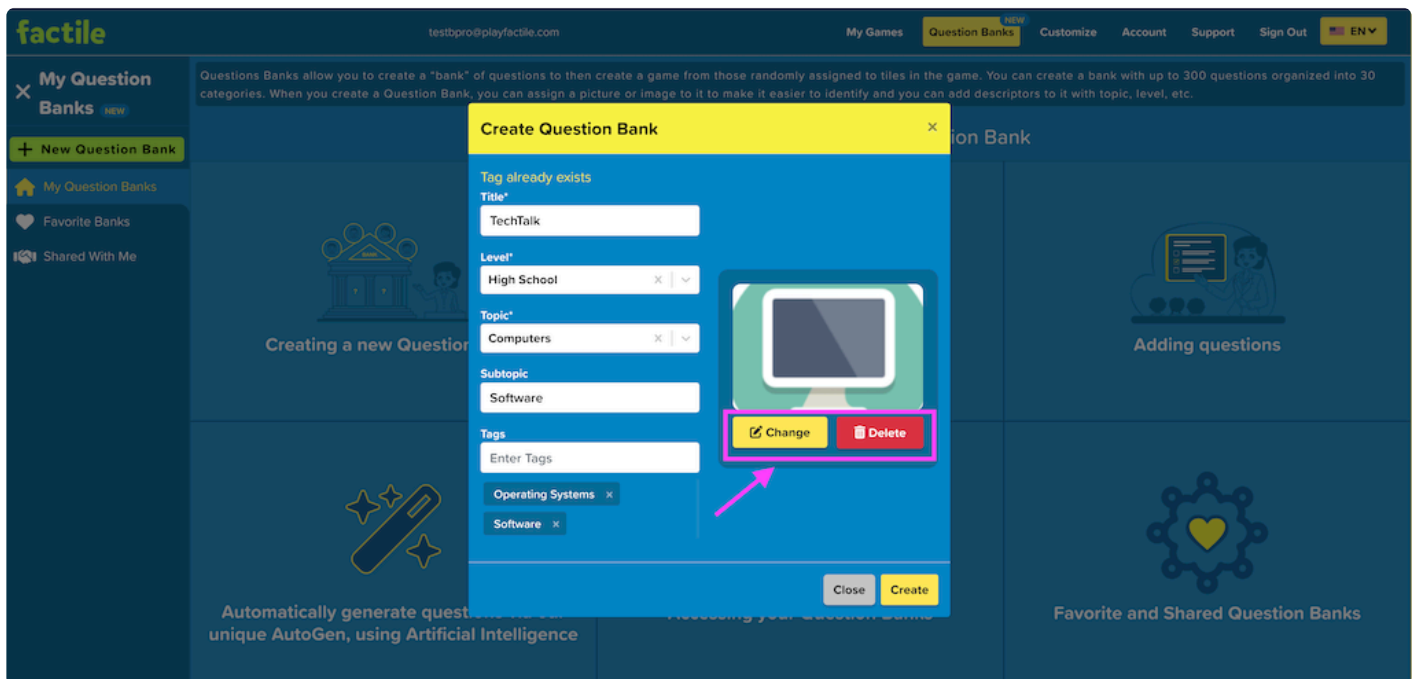 factile
testbpro@playfactile.com
My Games
Question Banks
NEW
Customize
Account
Support
Sign Out
EN
My Question
Banks NEW
Questions Banks allow you to create a "bank" of questions to then create a game from those randomly assigned to tiles in the game. You can create a bank with up to 300 questions organized into 30
categories. When you create a Question Bank, you can assign a picture or image to it to make it easier to identify and you can add descriptors to it with topic, level, etc.
+ New Question Bank
My Question Banks
Favorite Banks
Shared With Me
Bank
BANK
Creating a new
Adding questions
Automatically generate
unique AutoGen, using Artificial Intelligence
Favorite and Shared Question Banks
Create Question Bank
×
Tag already exists
Title*
TechTalk
Level*
High School
Topic*
Computers
Subtopic
Software
Tags
Enter Tags
Operating Systems ×
Software ×
Change
Delete
Close
Create